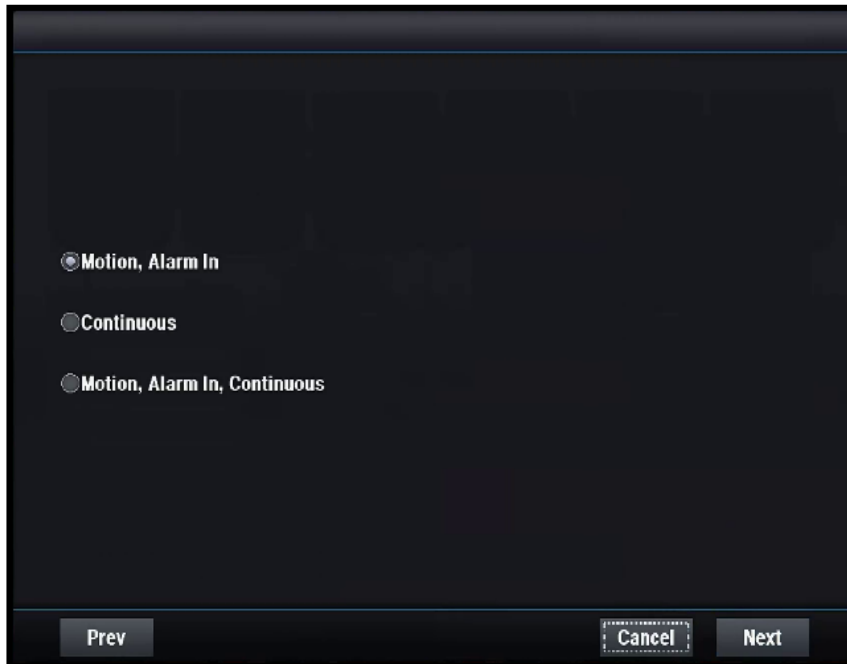 Motion, Alarm In
Continuous
Motion, Alarm In, Continuous
Prev
Cancel
Next